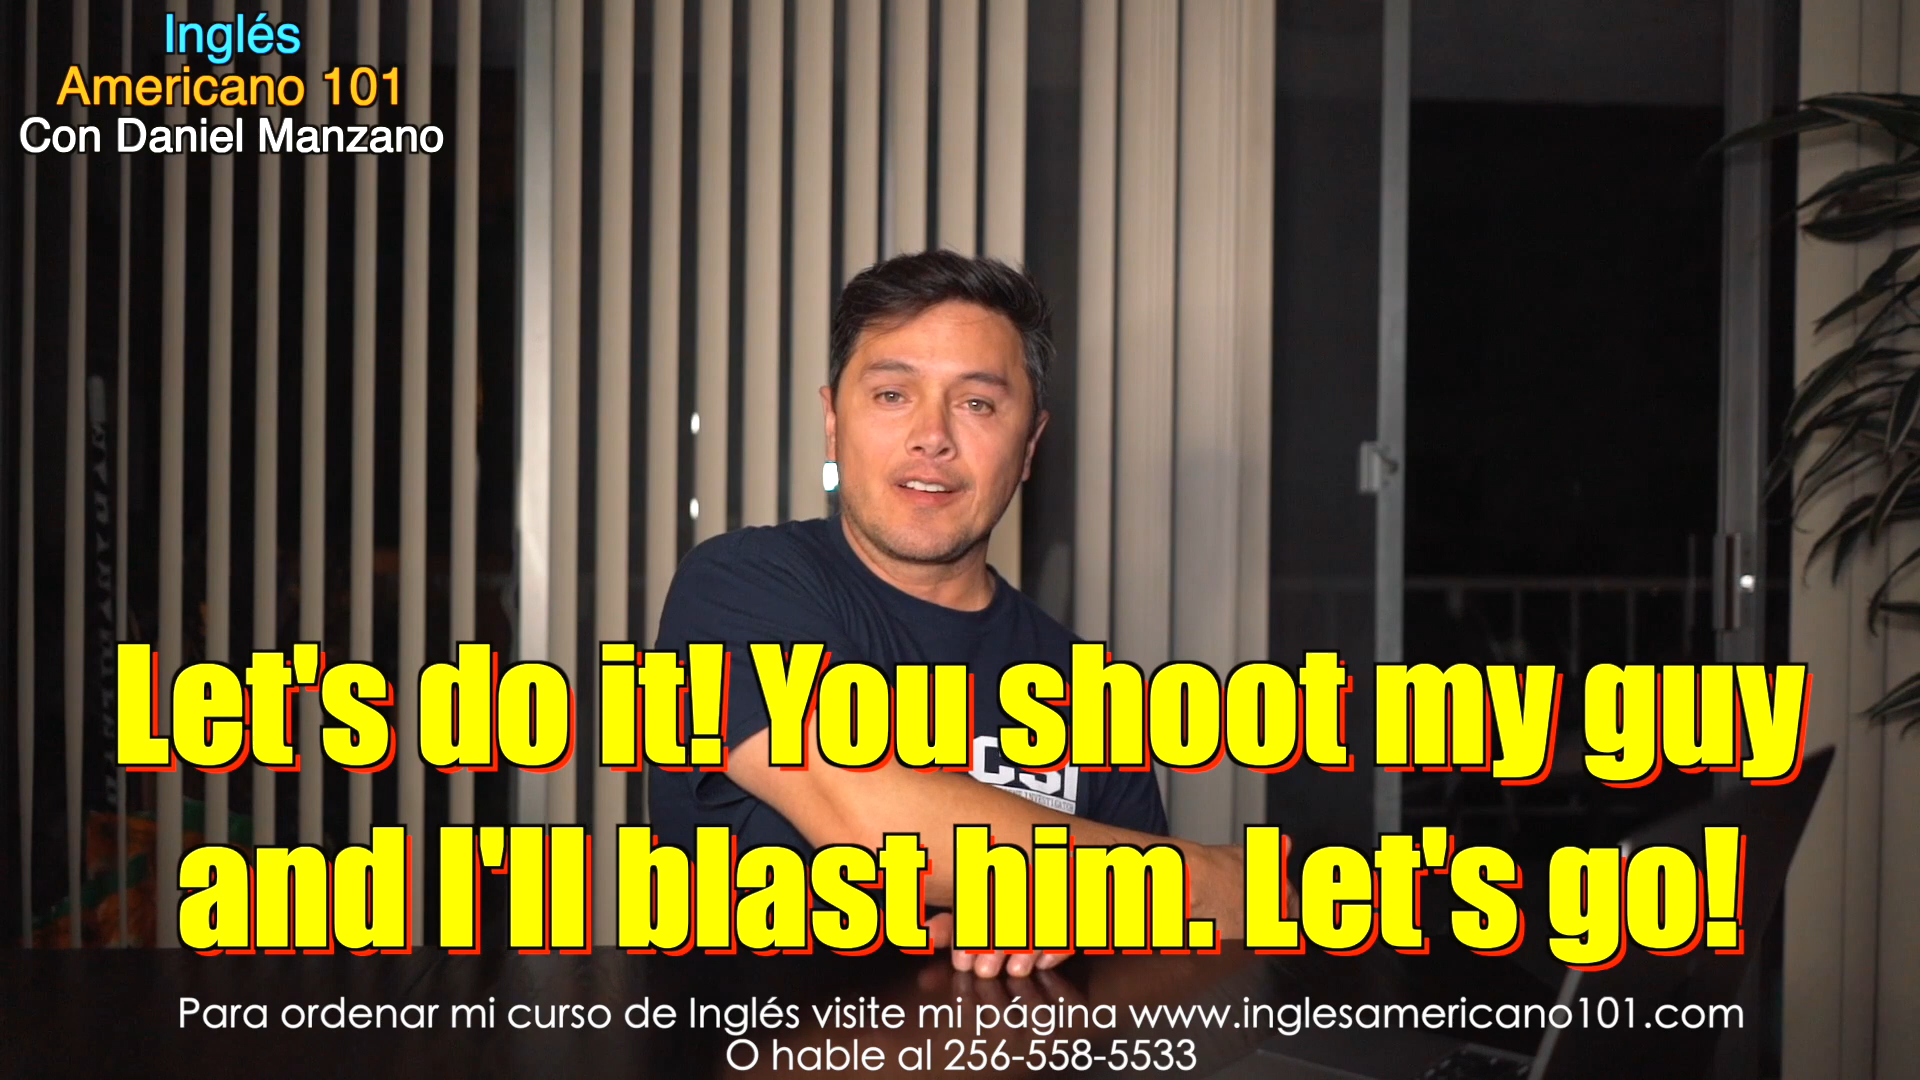 Inglés
Americano 101
Con Daniel Manzano
Let's do it! You shoot my guy
CSI
and I'll blast him. Let's go!
Para ordenar mi curso de Inglés visite mi página www.inglesamericano101.com
O hable al 256-558-5533